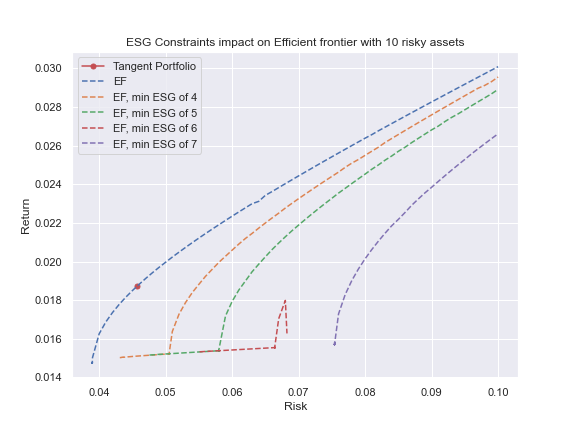 ESG Constraints impact on Efficient frontier with 10 risky assets
Tangent Portfolio
EF
EF, min ESG of 4
EF, min ESG of 5
EF, min ESG of 6
EF, min ESG of 7
0.030
0.028
0.026
0.024
0.022
0.020
0.018
0.016
0.014
Return
0.04 0.05 0.06 0.07 0.08 0.09 0.10
Risk